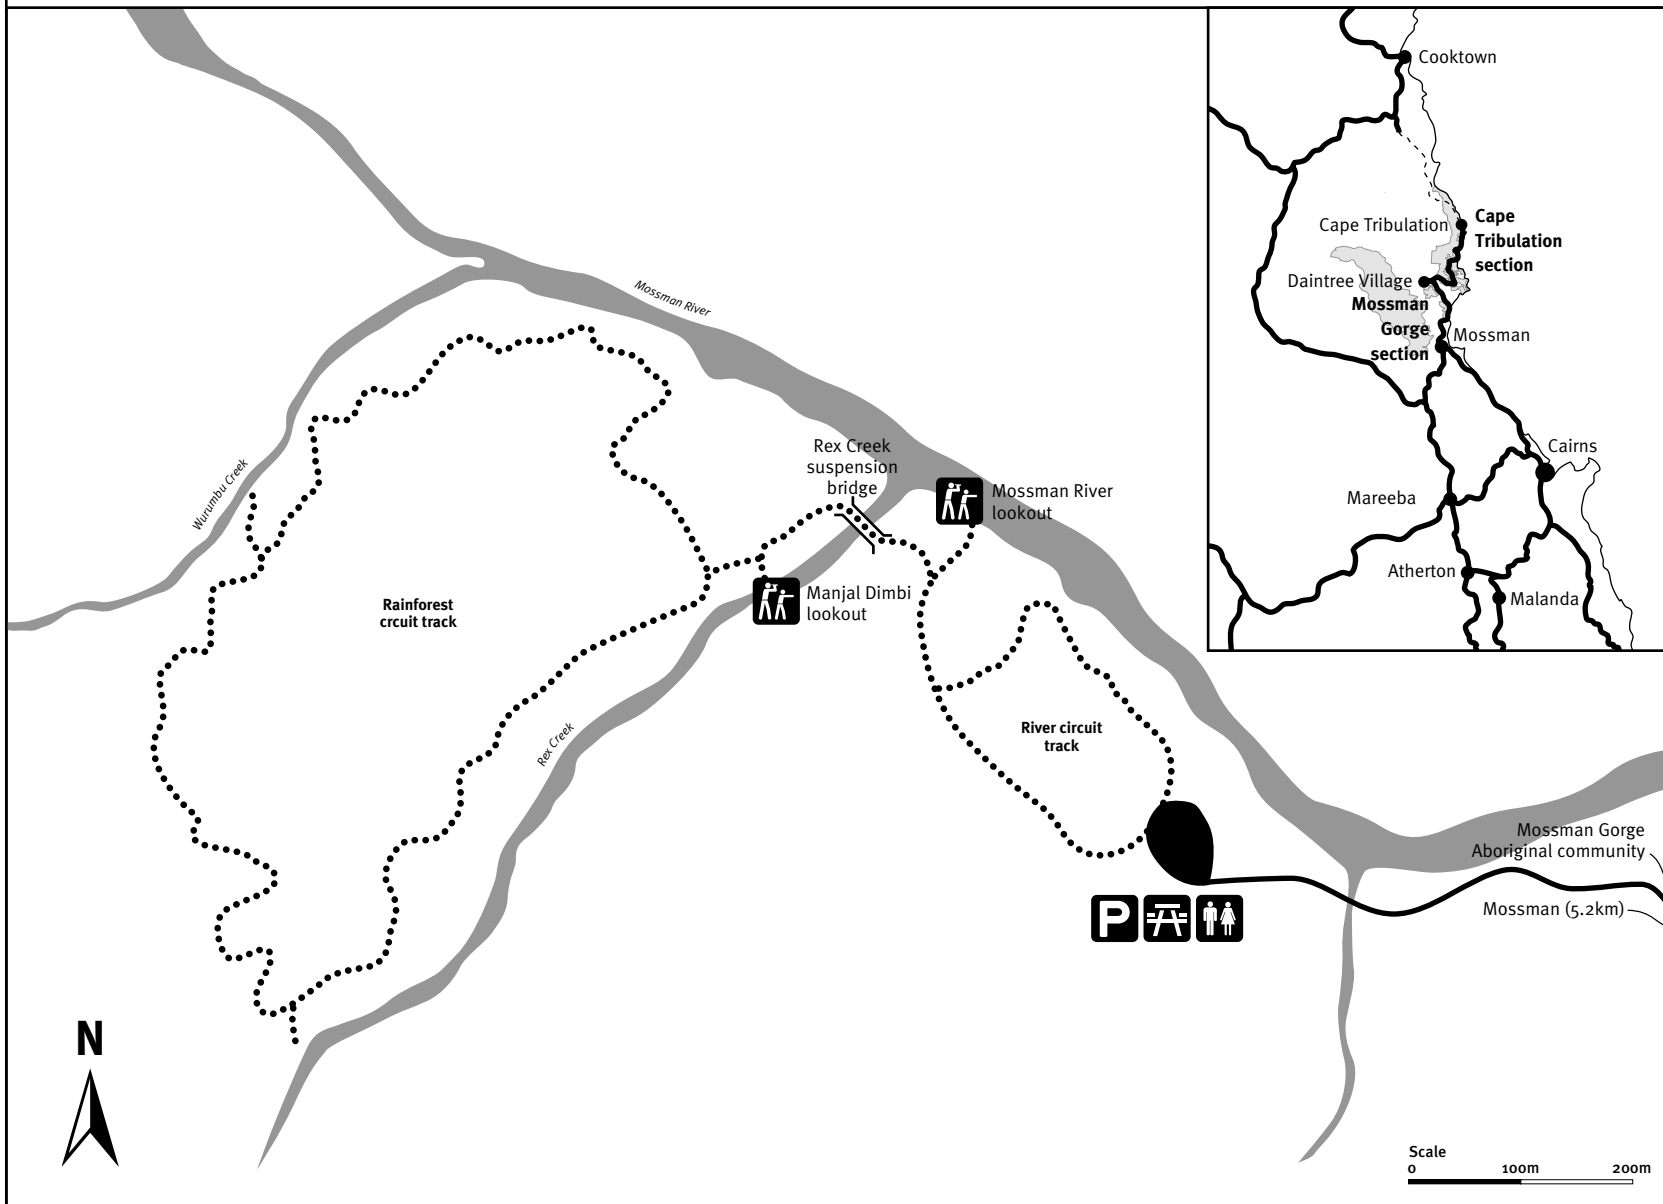 Cooktown
Cape Tribulation
Cape
Tribulation
section
Daintree Village
Mossman
Gorge
section
Mossman
Cairns
Mareeba
Atherton
Malanda
Mossman River
Wurumbu Creek
Rex Creek
suspension
bridge
Mossman River
lookout
Manjal Dimbi
lookout
Rainforest
crcuit track
Rex Creek
River circuit
track
P
Mossman Gorge
Aboriginal community
Mossman (5.2km)
N
Scale
0 100m 200m